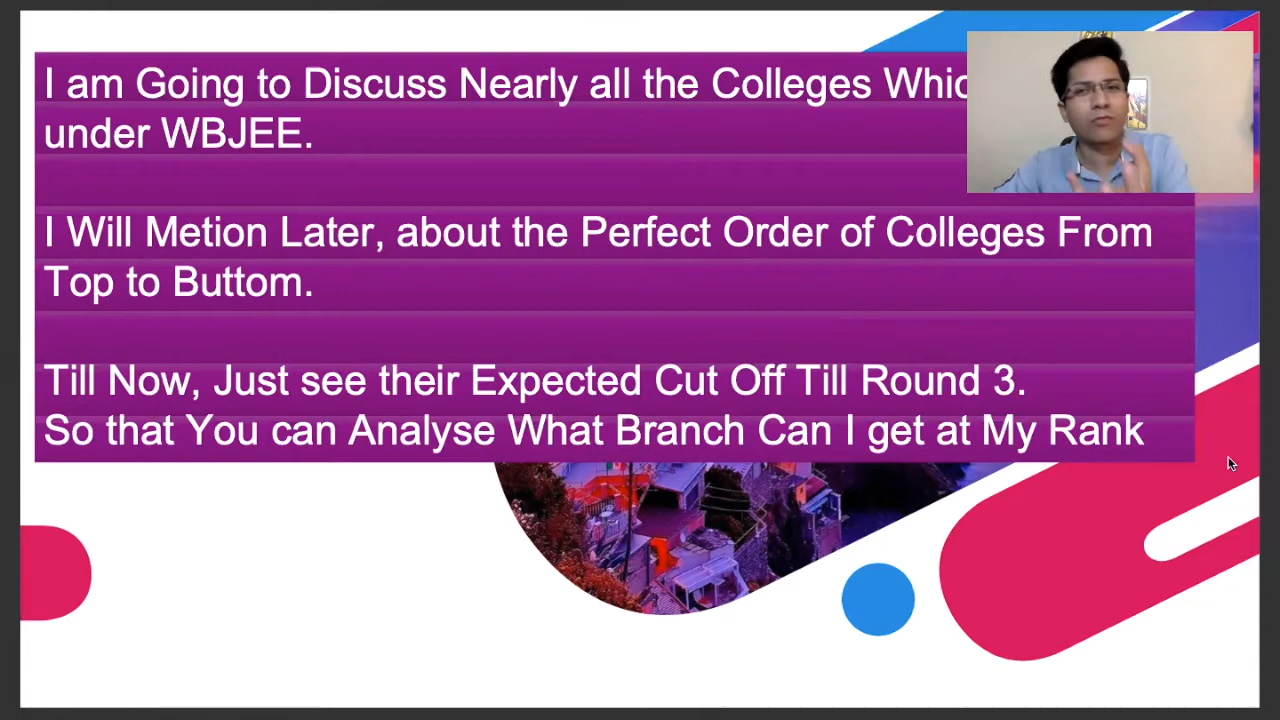 I am Going to Discuss Nearly all the Colleges
under WBJEE.
I Will Metion Later, about the Perfect Order of Colleges From
Top to Buttom.
Till Now, Just see their Expected Cut Off Till Round 3.
So that You can Analyse What Branch Can I get at My Rank